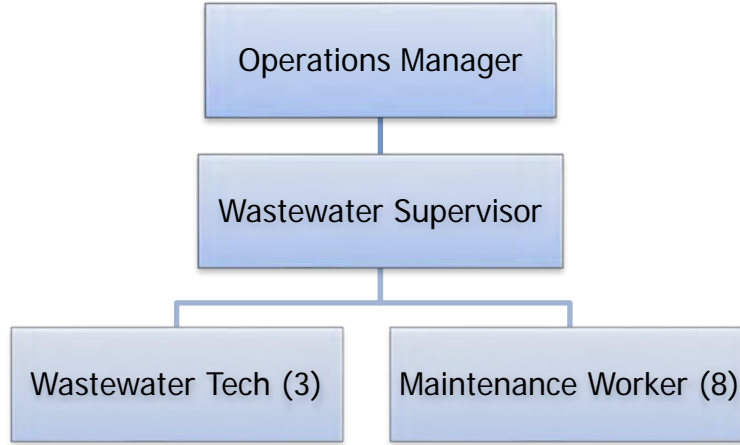 Operations Manager
Wastewater Supervisor
Wastewater Tech (3)
Maintenance Worker (8)